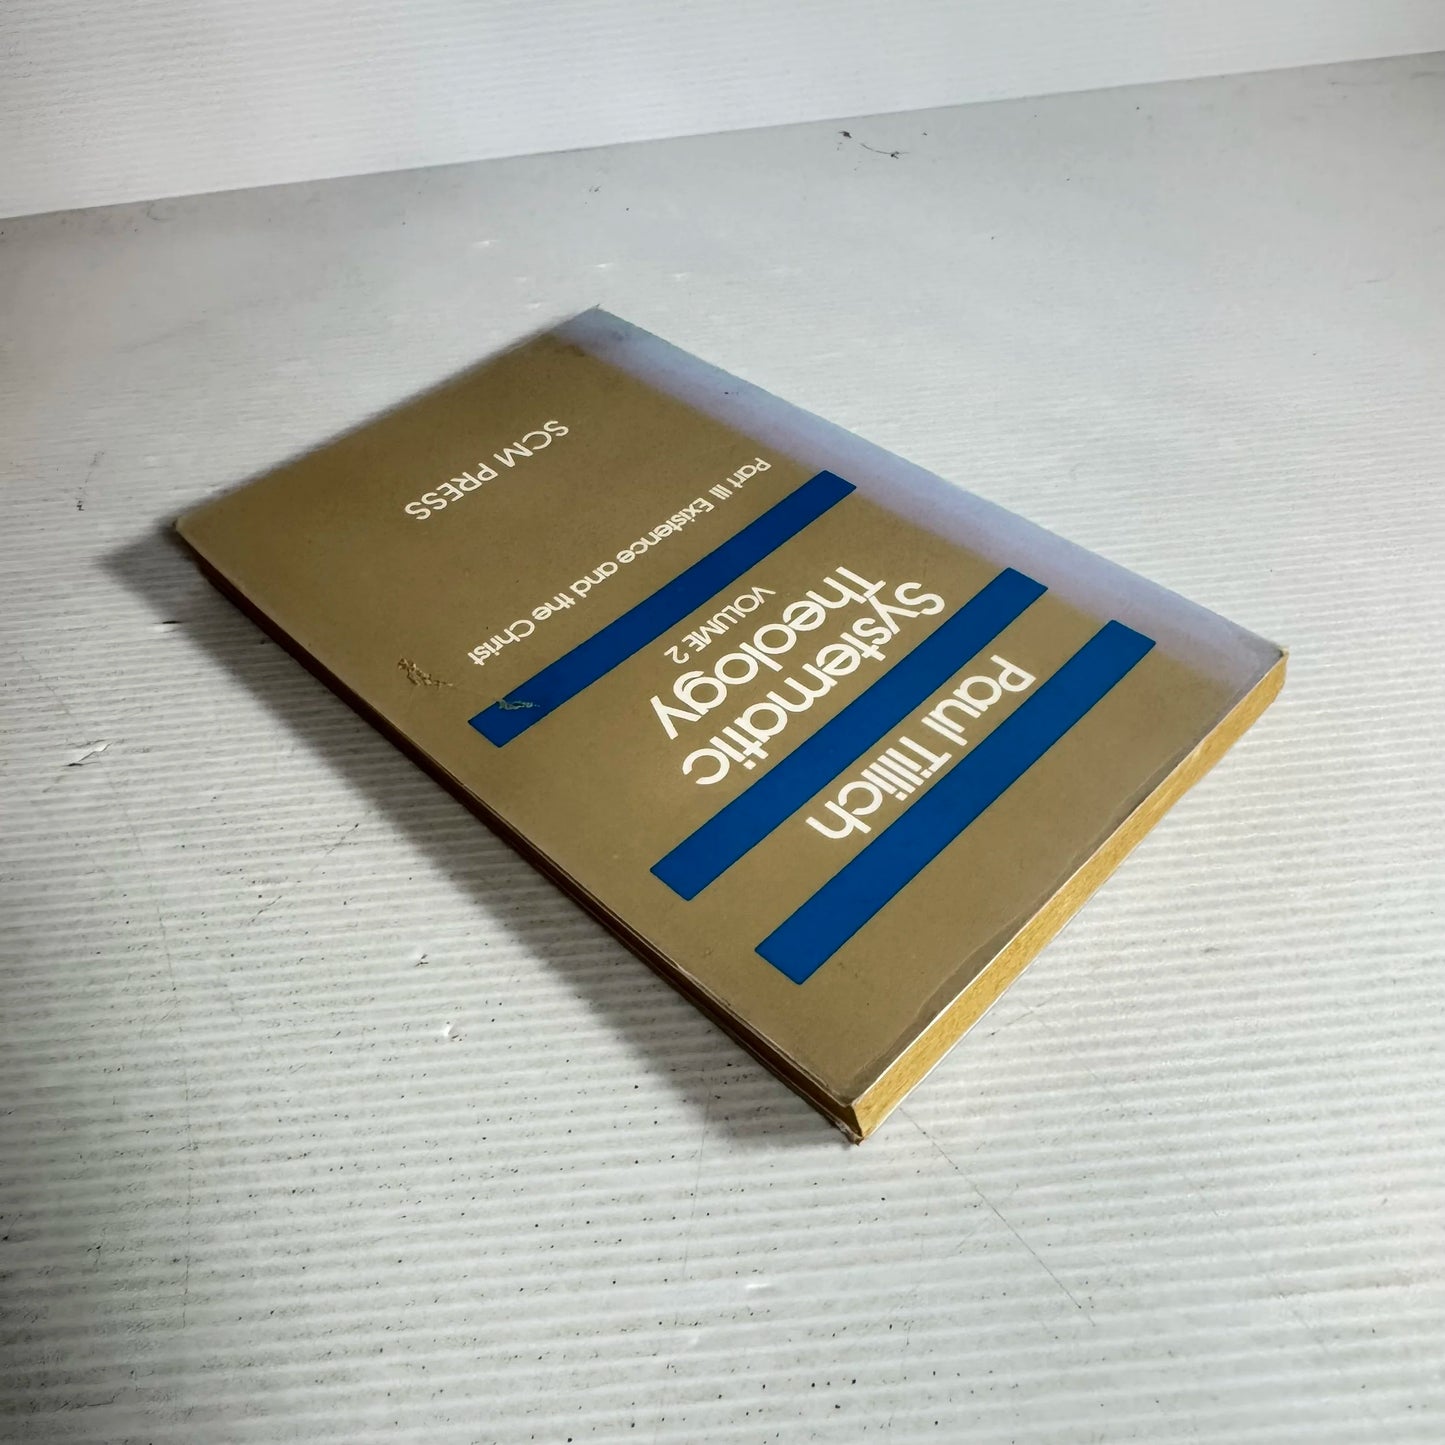 Paul Tillich
Systematic
Theology
VOLUME 2
Part III Existence and the Christ
SCM PRESS